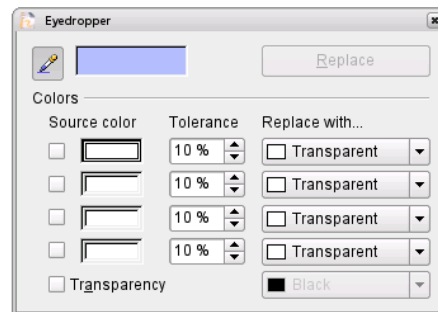 Eyedropper
Replace
Colors
Source color Tolerance Replace with...
10 % Transparent
10 % Transparent
10 % Transparent
10 % Transparent
Transparency Black